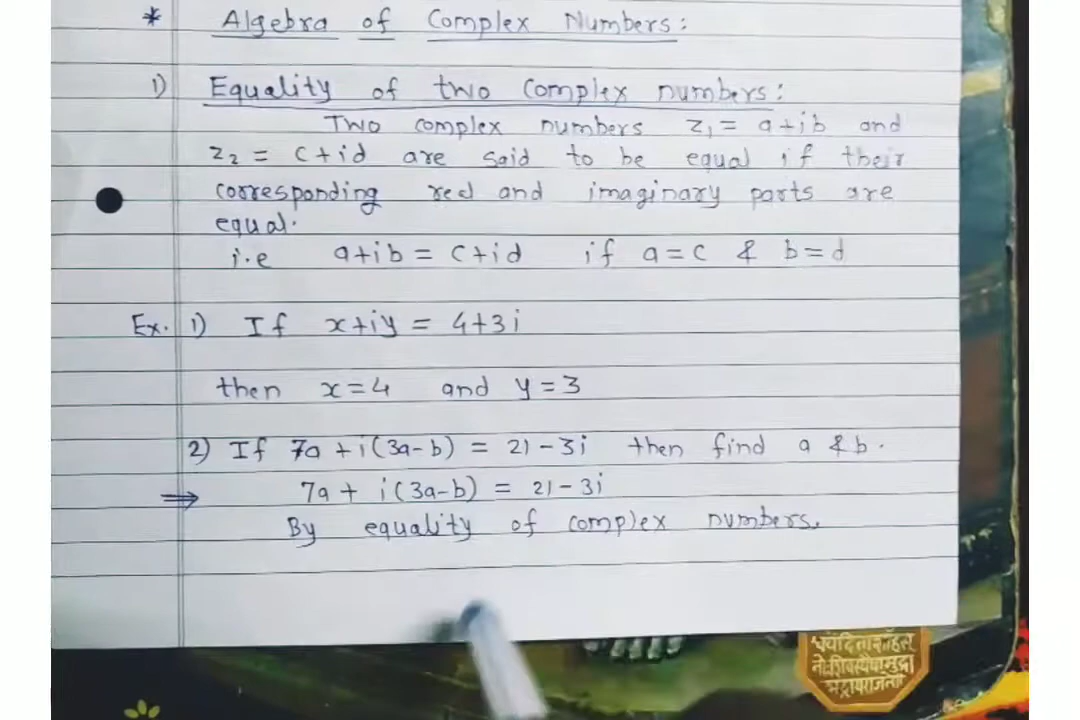 * Algebra of Complex Numbers:
1) Equality of two complex numbers:
Two complex numbers z₁ = a+ib and
z₂ = c+id are said to be equal if their
corresponding real and imaginary parts are
equal.
i.e a+ib = c+id if a=c & b=d
Ex. 1) If x+iy = 4+3i
then x=4 and y=3
2) If 7a + i(3a-b) = 21-3i then find a & b.
⇒ 7a + i(3a-b) = 21-3i
By equality of complex numbers.